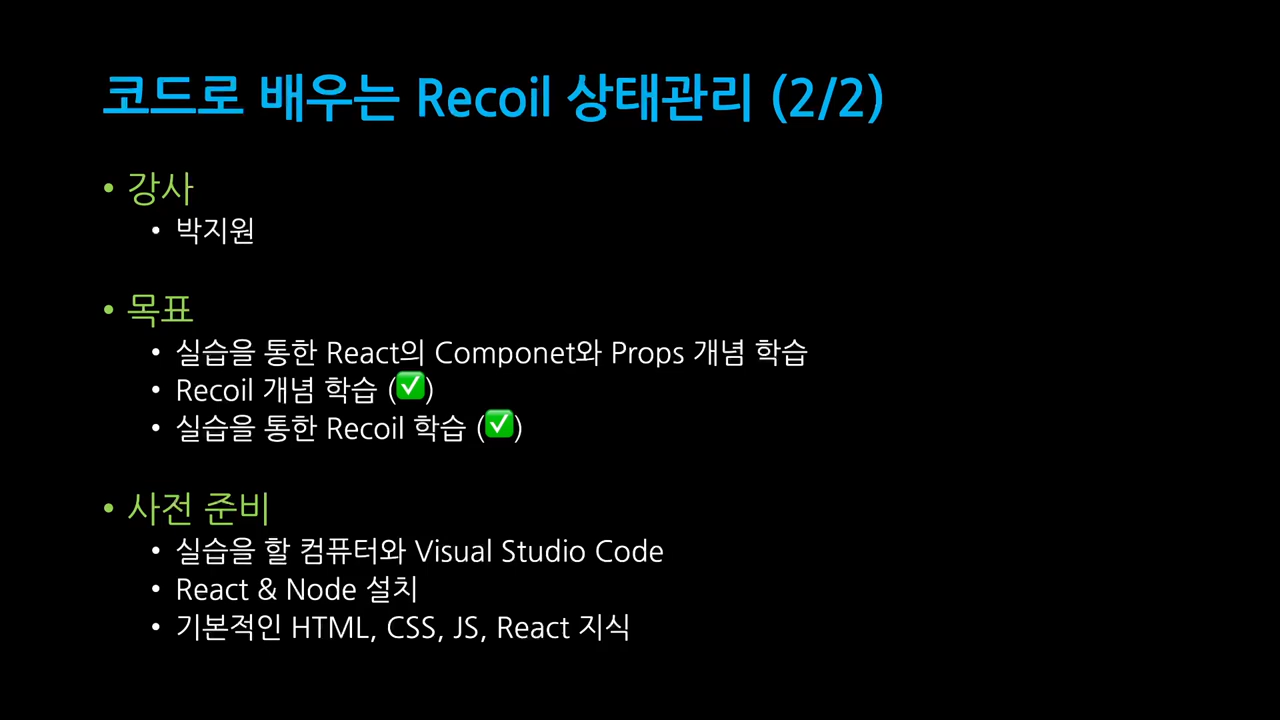 코드로 배우는 Recoil 상태관리 (2/2)
• 강사
• 박지원
• 목표
• 실습을 통한 React의 Componet와 Props 개념 학습
• Recoil 개념 학습 (✅)
• 실습을 통한 Recoil 학습 (✅)
• 사전 준비
• 실습을 할 컴퓨터와 Visual Studio Code
• React & Node 설치
• 기본적인 HTML, CSS, JS, React 지식